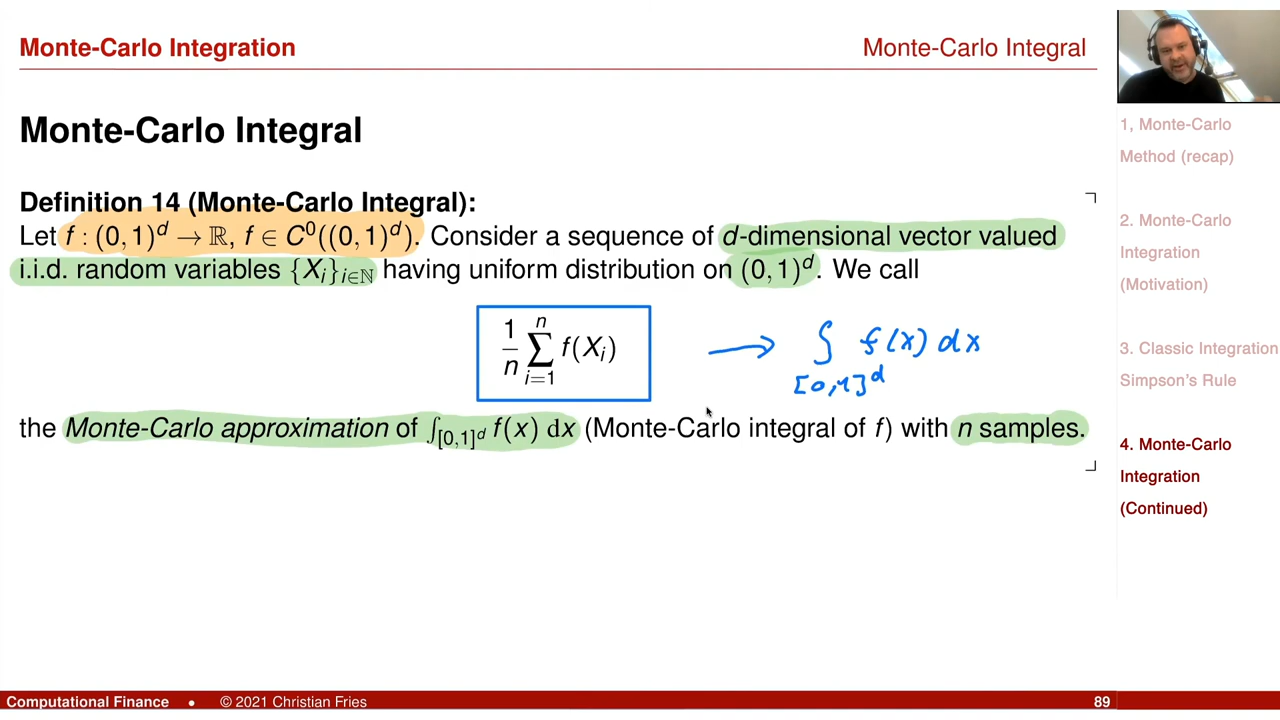 Monte-Carlo Integration
Monte-Carlo Integral
Monte-Carlo Integral
Definition 14 (Monte-Carlo Integral):
Let f : (0, 1)^d → ℝ, f ∈ C^0((0, 1)^d). Consider a sequence of d-dimensional vector valued
i.i.d. random variables {X_i}_{i∈ℕ} having uniform distribution on (0, 1)^d. We call
1/n ∑_{i=1}^{n} f(X_i) → ∫_{[0,1]^d} f(x) dx
the Monte-Carlo approximation of ∫_{[0,1]^d} f(x) dx (Monte-Carlo integral of f) with n samples.
1, Monte-Carlo
Method (recap)
2. Monte-Carlo
Integration
(Motivation)
3. Classic Integration
Simpson's Rule
4. Monte-Carlo
Integration
(Continued)
Computational Finance • © 2021 Christian Fries 89